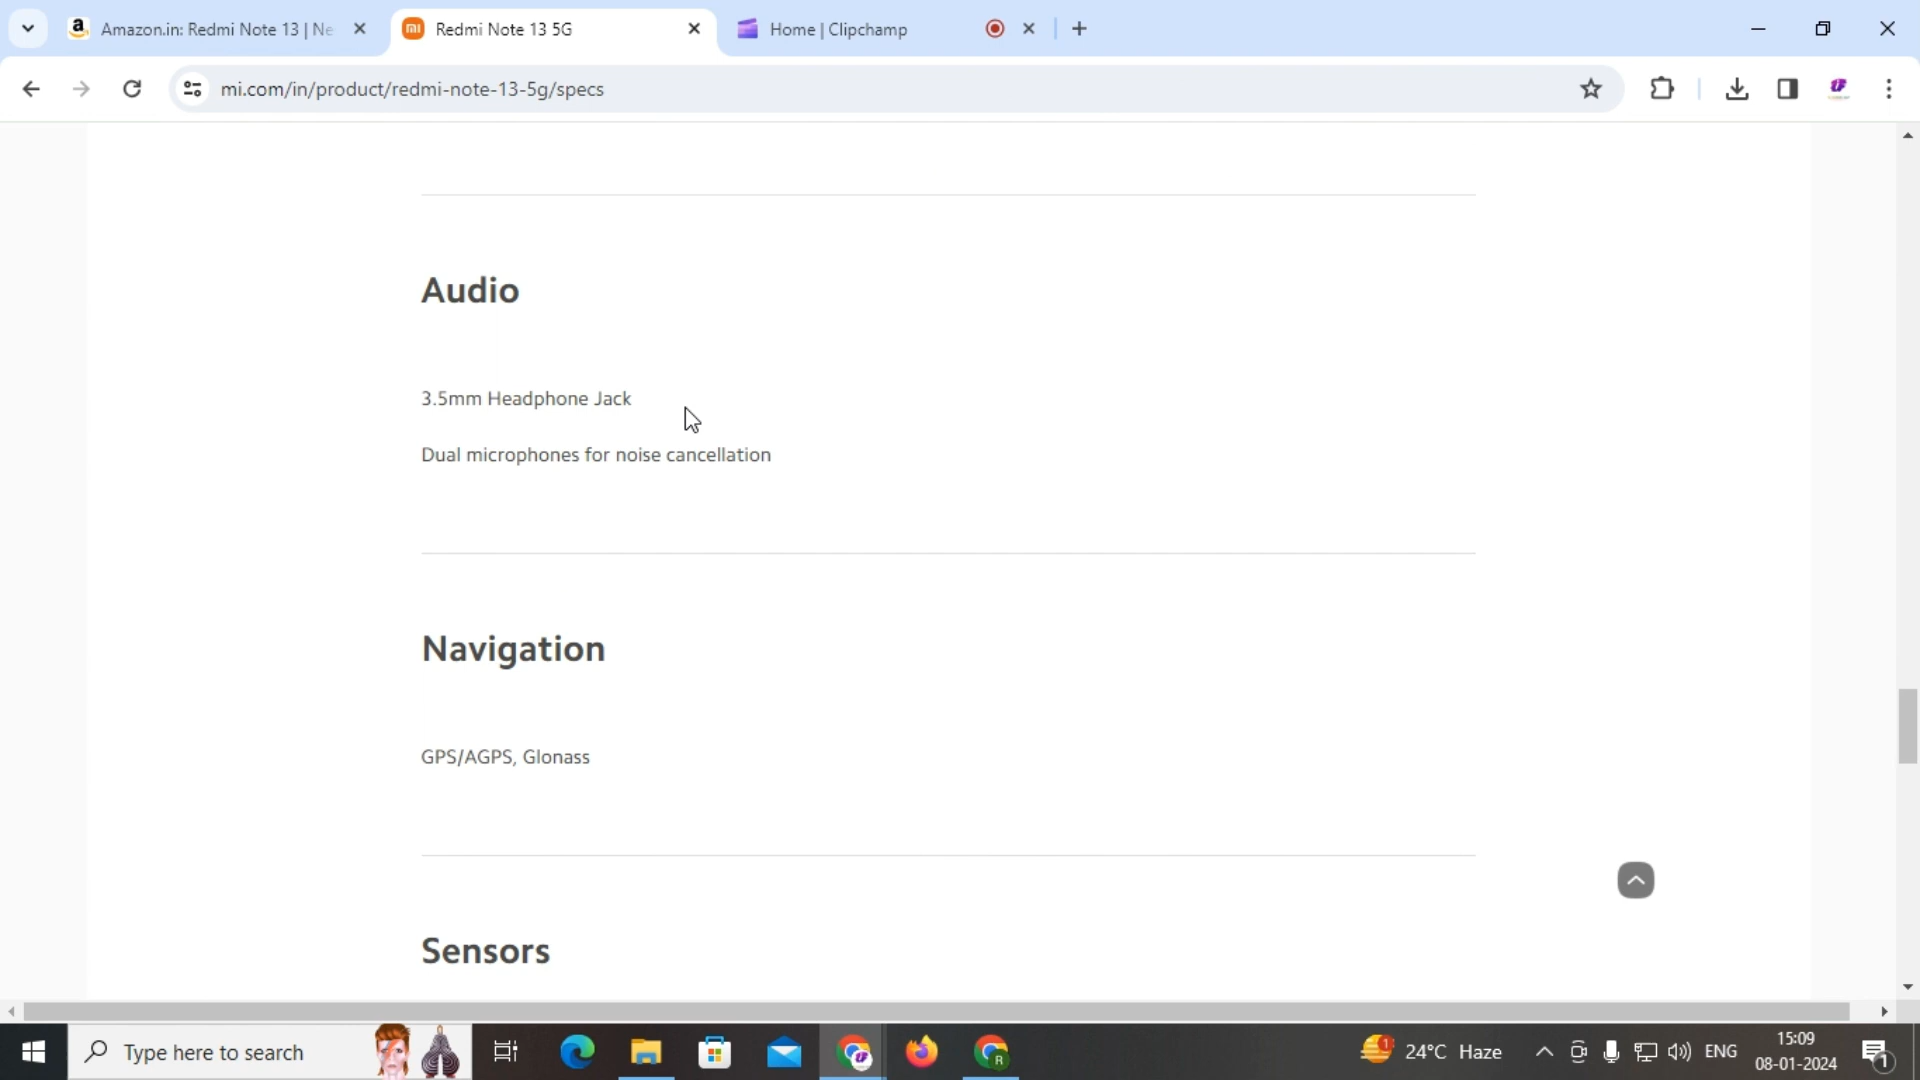 Amazon.in: Redmi Note 13 | Ne
Redmi Note 13 5G
Home | Clipchamp
mi.com/in/product/redmi-note-13-5g/specs
Audio
3.5mm Headphone Jack
Dual microphones for noise cancellation
Navigation
GPS/AGPS, Glonass
Sensors
Type here to search
24°C Haze
ENG
15:09
08-01-2024
1